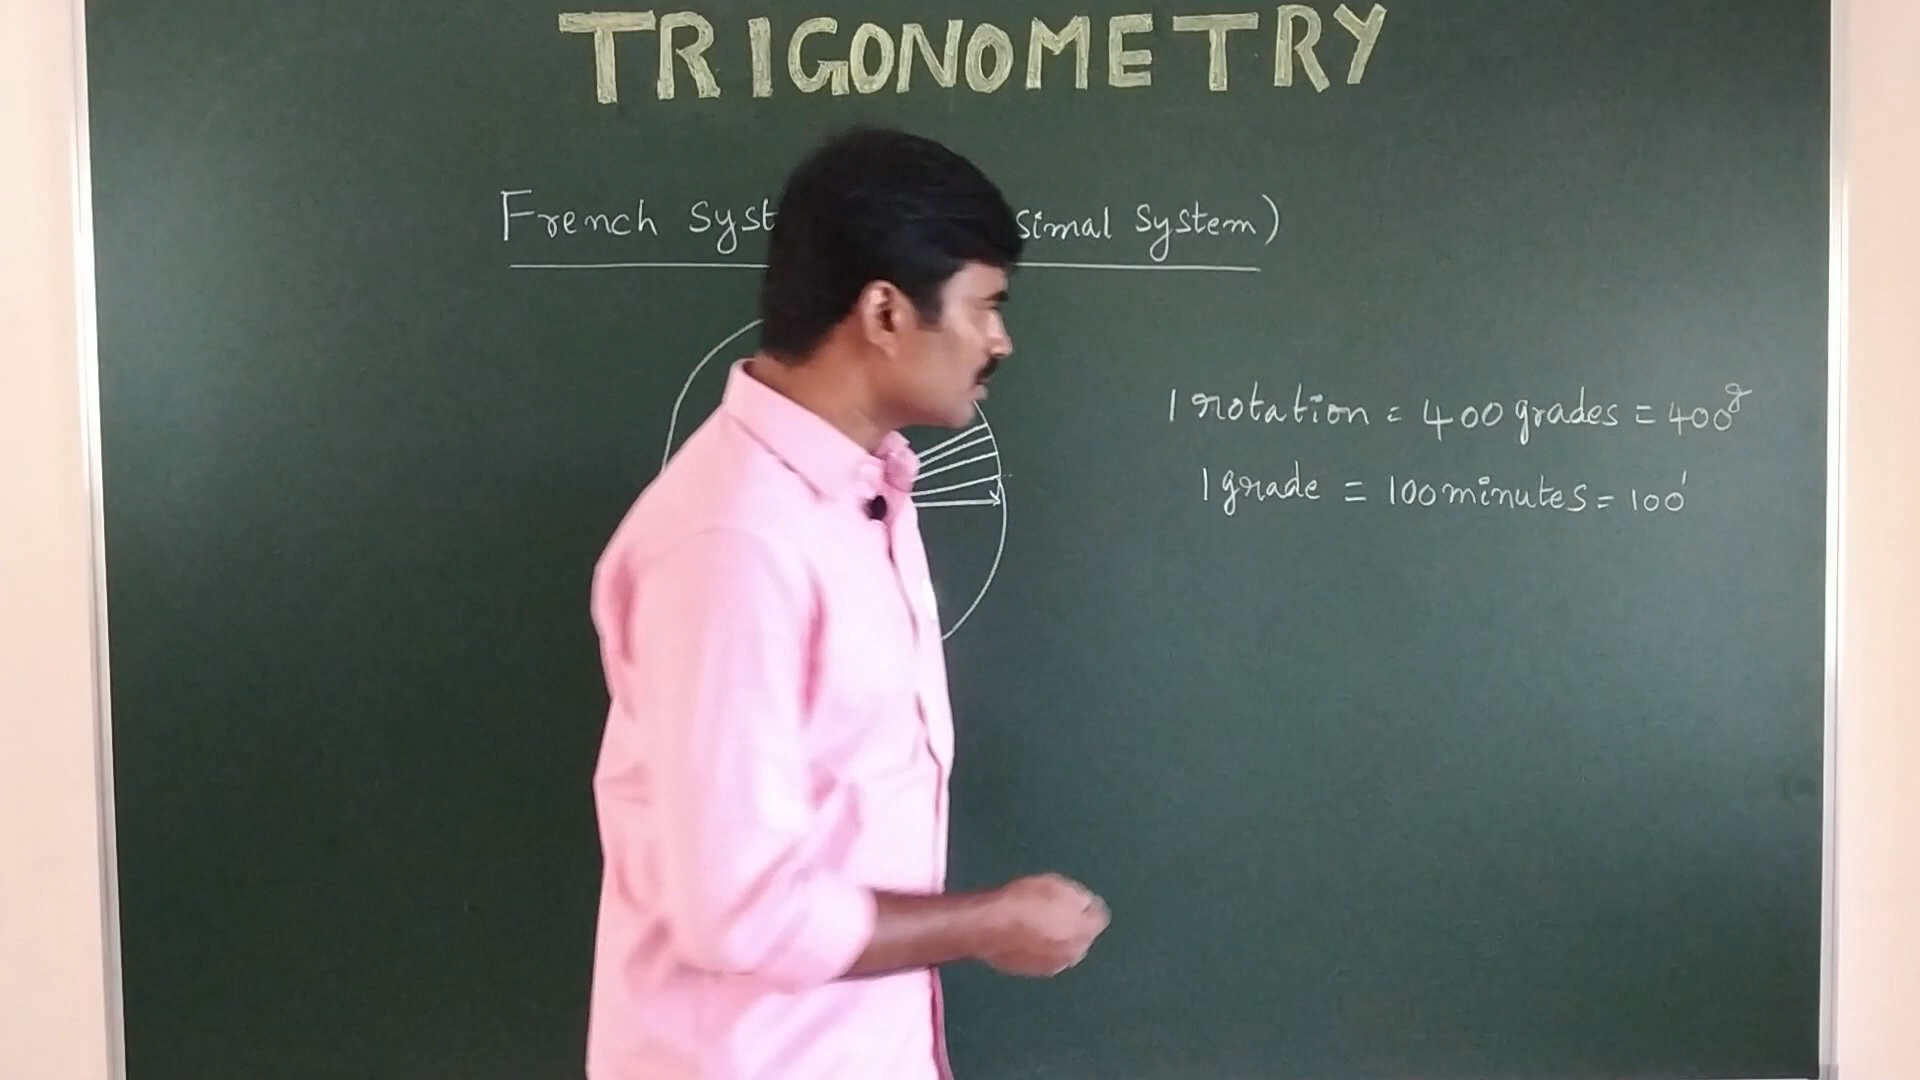 TRIGONOMETRY
French Syst simal System)
1 rotation = 400 grades = 400^g
1 grade = 100 minutes = 100'